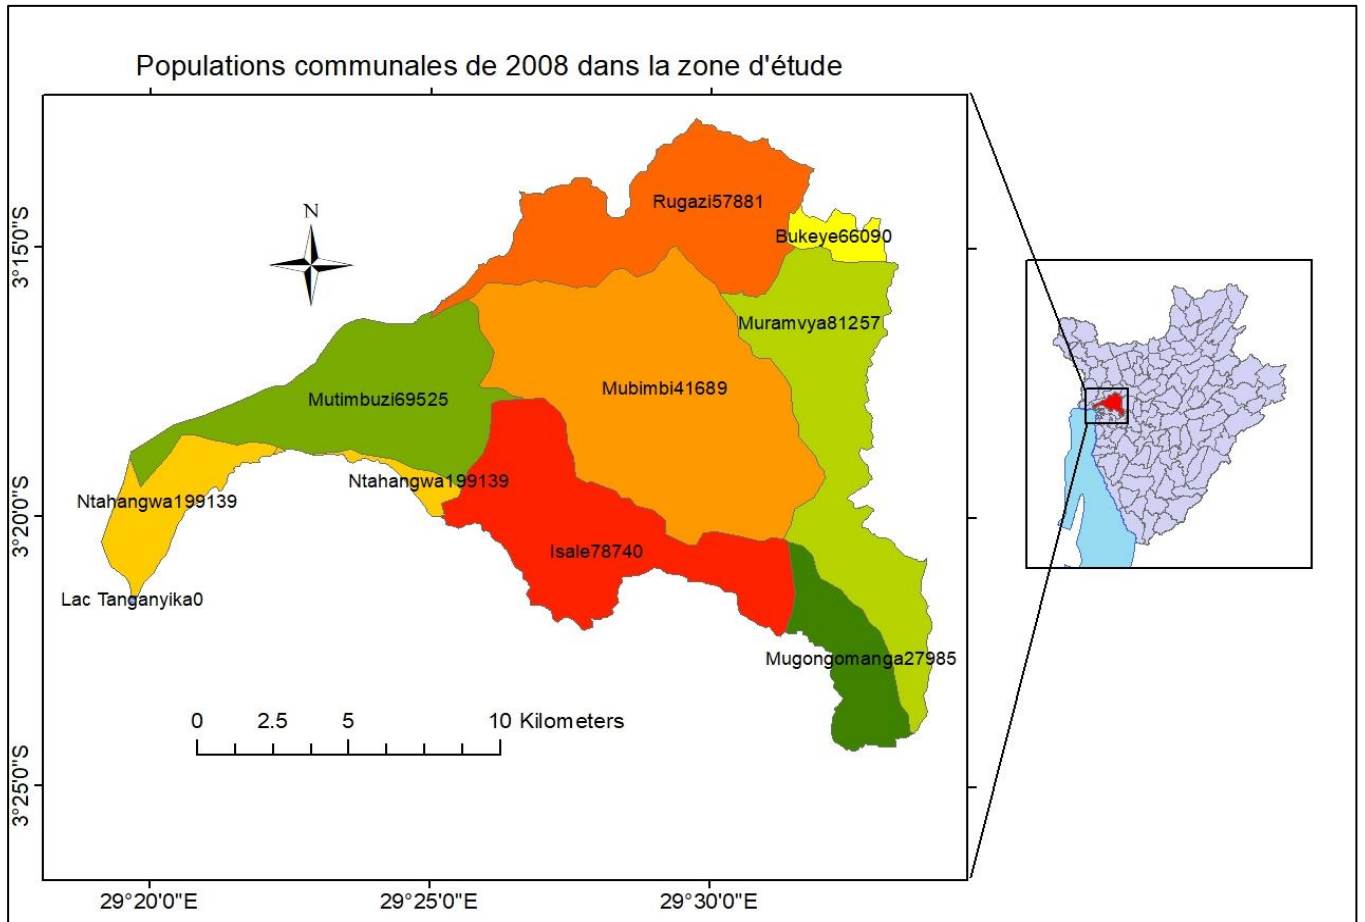 Populations communales de 2008 dans la zone d'étude
N
Rugazi57881
Bukeye66090
Muramvya81257
Mubimbi41689
Mutimbuzi69525
Ntahangwa199139
Ntahangwa199139
Isale78740
Lac Tanganyika0
Mugongomanga27985
0 2.5 5 10 Kilometers
3°15'0"S
3°20'0"S
3°25'0"S
29°20'0"E 29°25'0"E 29°30'0"E